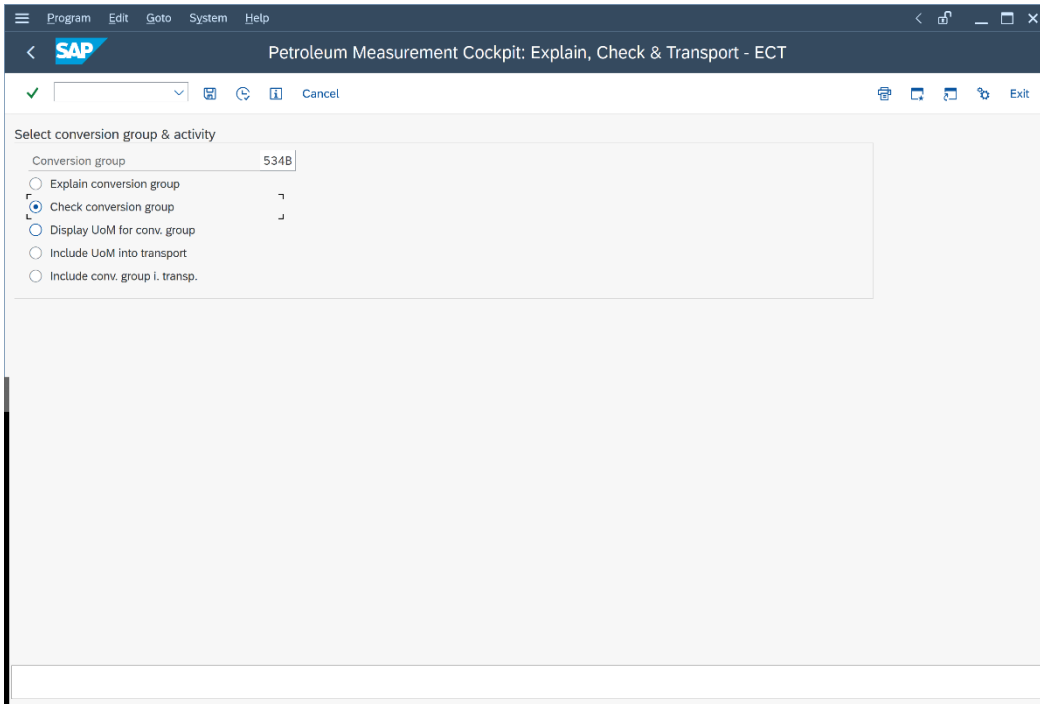 Program Edit Goto System Help
SAP Petroleum Measurement Cockpit: Explain, Check & Transport - ECT
Cancel Exit
Select conversion group & activity
Conversion group 534B
Explain conversion group
Check conversion group
Display UoM for conv. group
Include UoM into transport
Include conv. group i. transp.